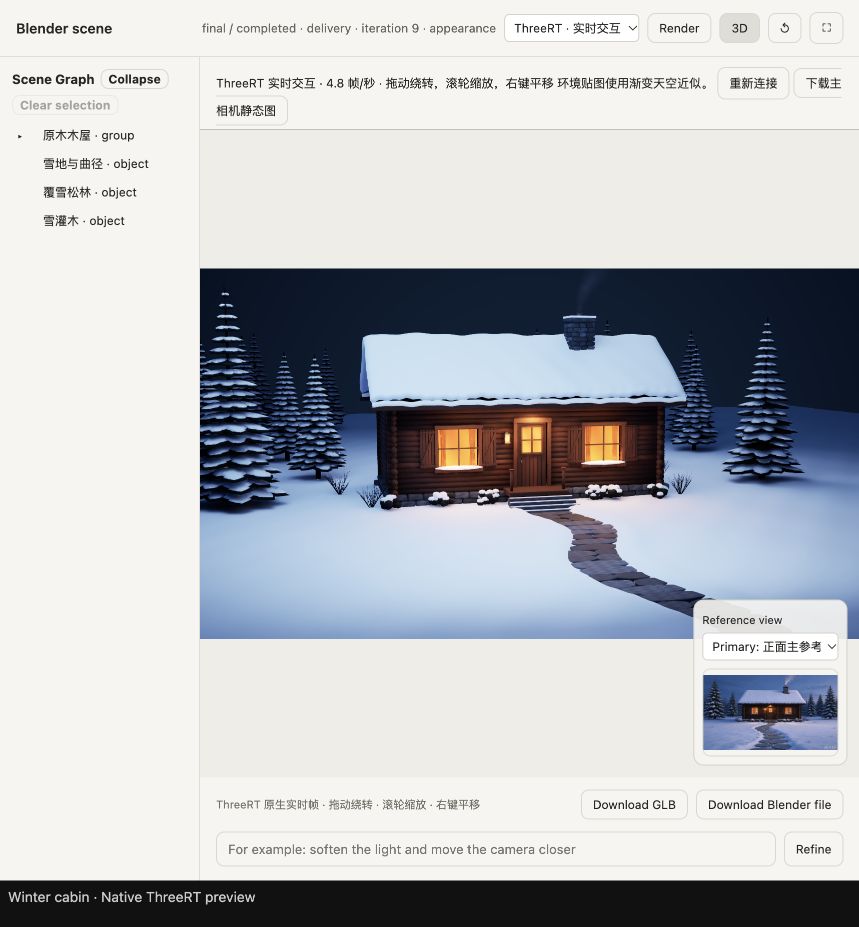 Blender scene
final / completed · delivery · iteration 9 · appearance
ThreeRT · 实时交互
Render
3D
Scene Graph
Collapse
Clear selection
原木木屋 · group
雪地与曲径 · object
覆雪松林 · object
雪灌木 · object
ThreeRT 实时交互 · 4.8 帧/秒 · 拖动绕转，滚轮缩放，右键平移 环境贴图使用渐变天空近似。
重新连接
下载主
相机静态图
Reference view
Primary: 正面主参考
ThreeRT 原生实时帧 · 拖动绕转 · 滚轮缩放 · 右键平移
Download GLB
Download Blender file
For example: soften the light and move the camera closer
Refine
Winter cabin · Native ThreeRT preview